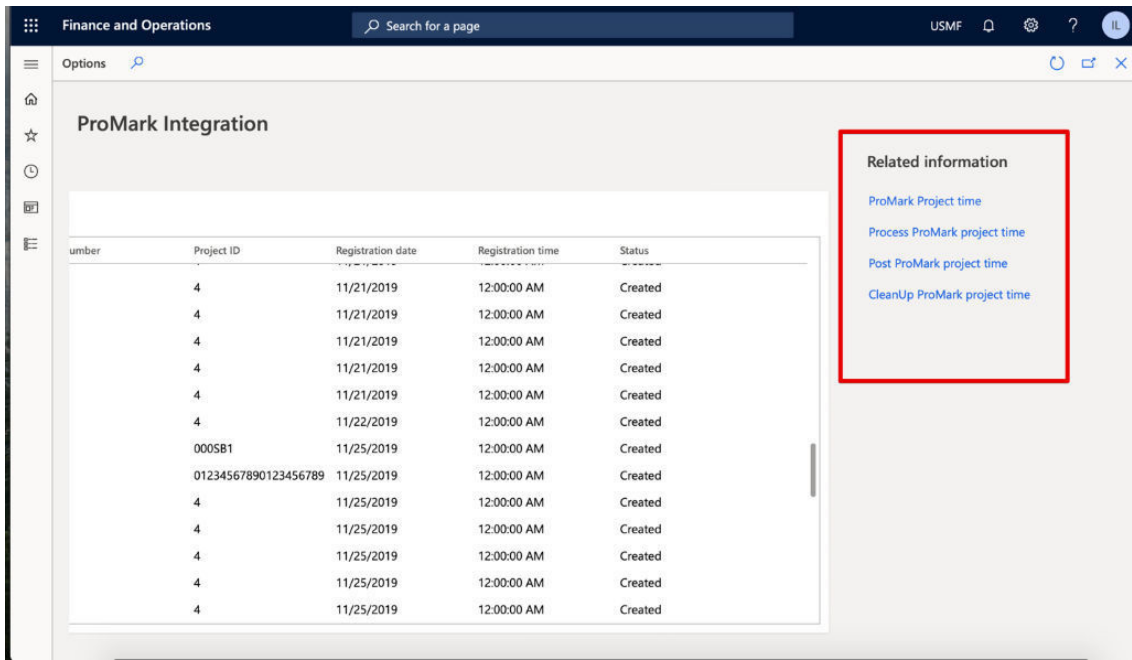 Finance and Operations Search for a page USMF ? IL
Options
ProMark Integration
Related information
ProMark Project time
Process ProMark project time
Post ProMark project time
CleanUp ProMark project time
umber Project ID Registration date Registration time Status
4 11/21/2019 12:00:00 AM Created
4 11/21/2019 12:00:00 AM Created
4 11/21/2019 12:00:00 AM Created
4 11/21/2019 12:00:00 AM Created
4 11/21/2019 12:00:00 AM Created
4 11/22/2019 12:00:00 AM Created
000SB1 11/25/2019 12:00:00 AM Created
01234567890123456789 11/25/2019 12:00:00 AM Created
4 11/25/2019 12:00:00 AM Created
4 11/25/2019 12:00:00 AM Created
4 11/25/2019 12:00:00 AM Created
4 11/25/2019 12:00:00 AM Created
4 11/25/2019 12:00:00 AM Created